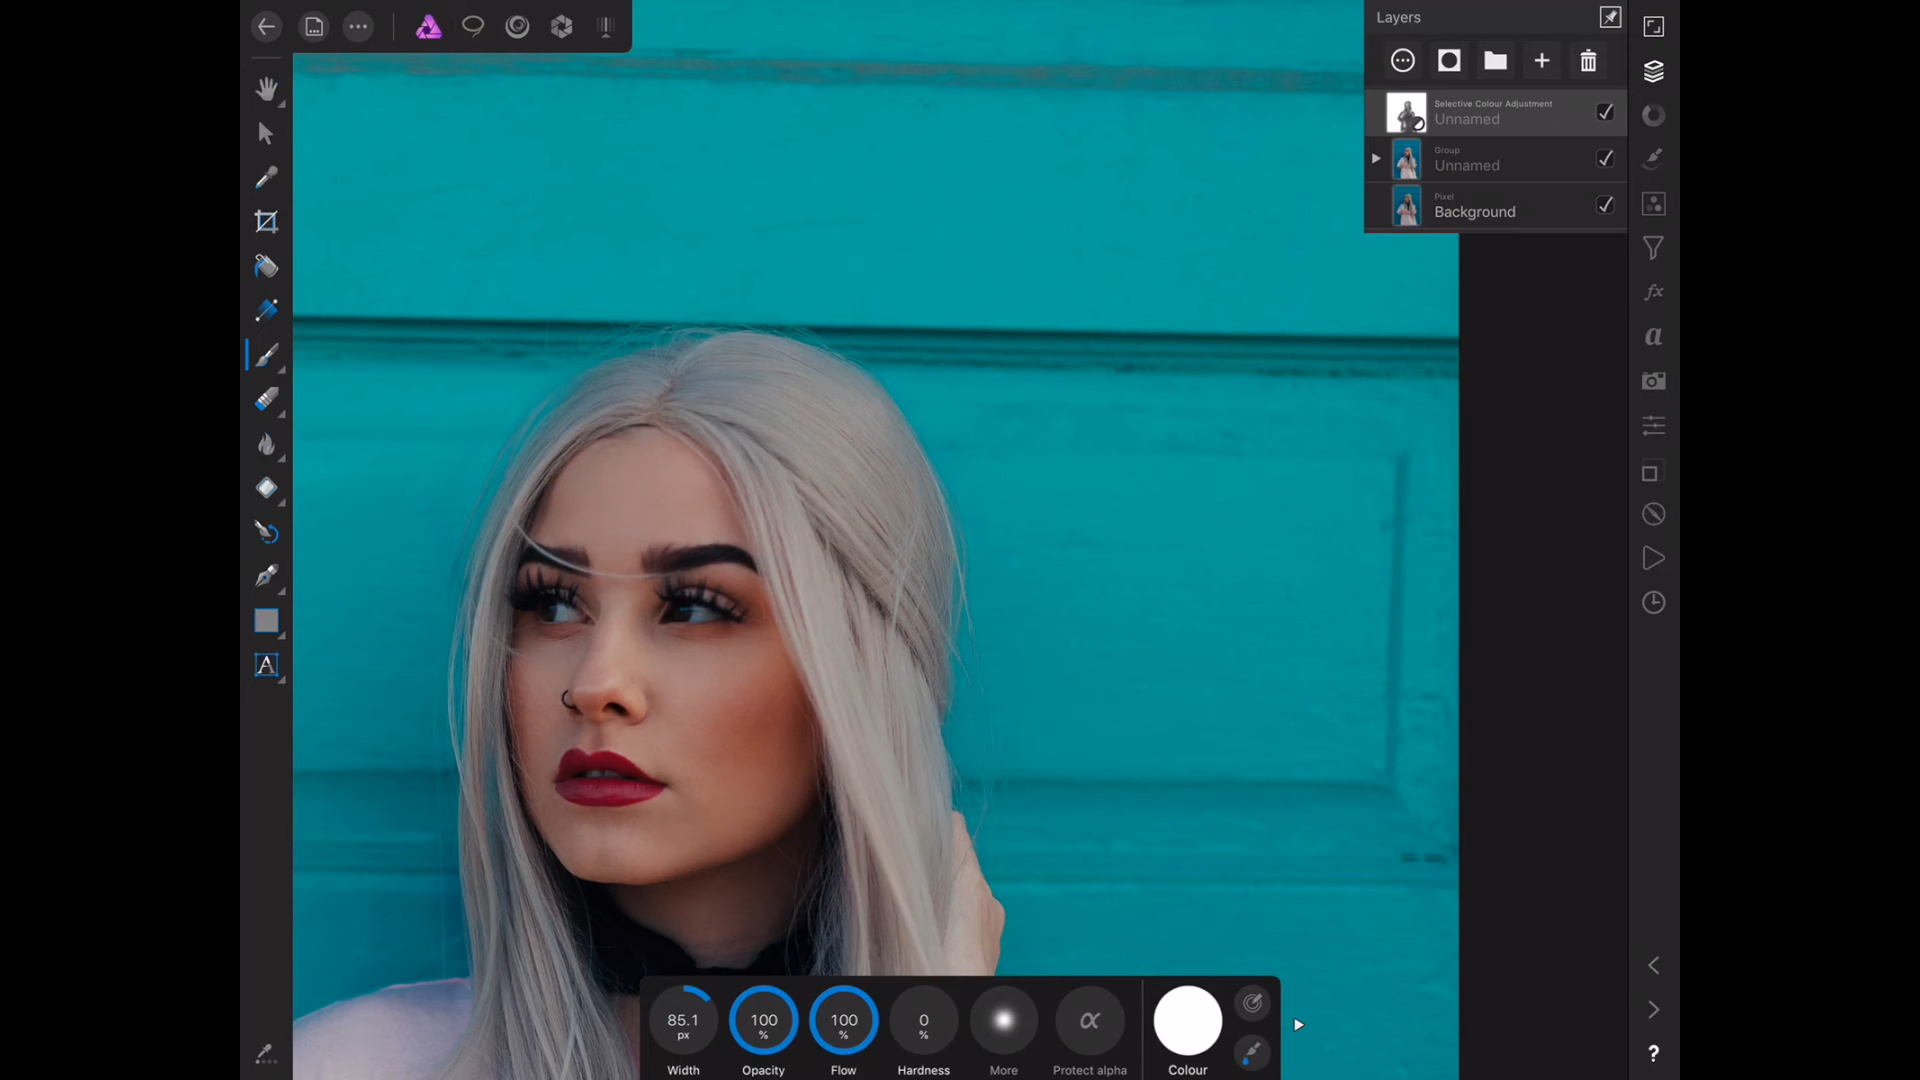 Layers
Selective Colour Adjustment
Unnamed
Group
Unnamed
Pixel
Background
fx
a
A
85.1
px
100
%
100
%
0
%
α
Width
Opacity
Flow
Hardness
More
Protect alpha
Colour
?